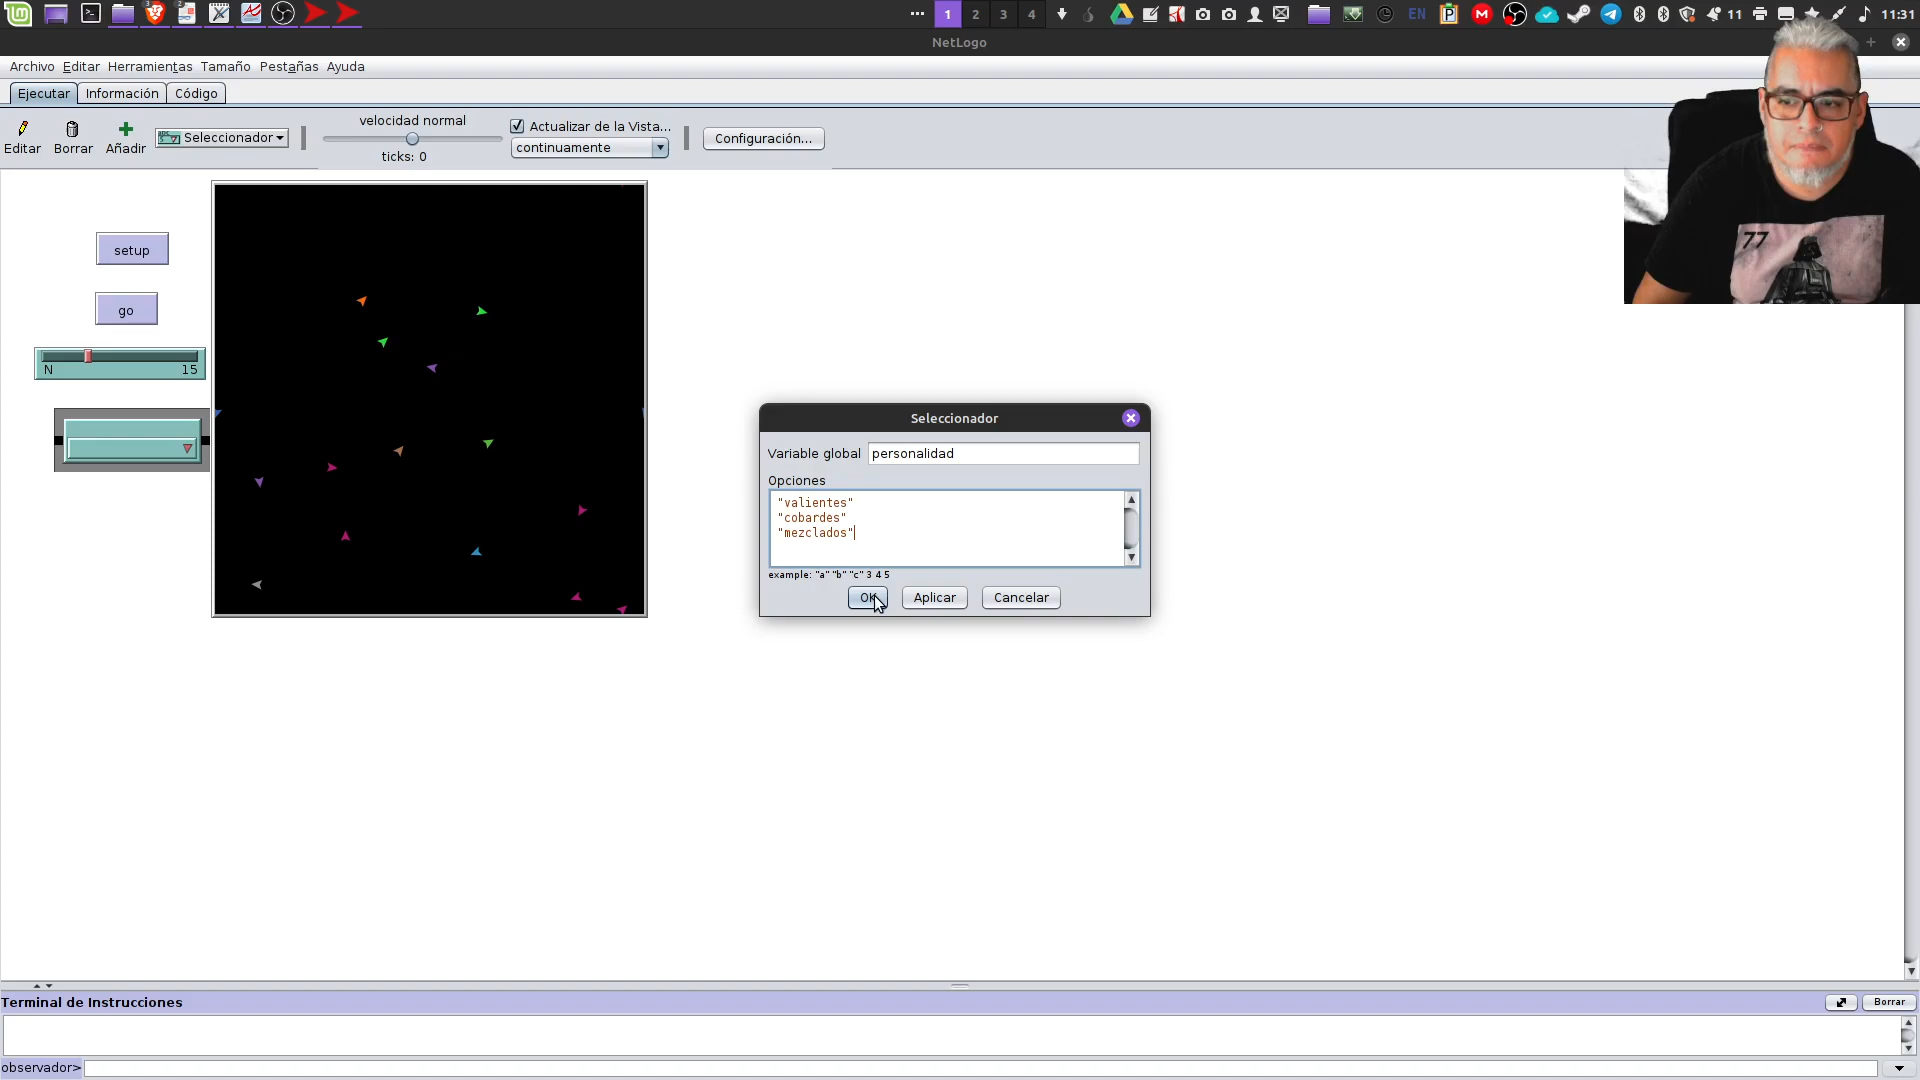 1 2 3 4 EN 11 11:31
NetLogo
Archivo Editar Herramientas Tamaño Pestañas Ayuda
Ejecutar Información Código
Editar Borrar Añadir Seleccionador velocidad normal ticks: 0 Actualizar de la Vista... continuamente Configuración...
setup
go
N 15
77
Seleccionador
Variable global personalidad
Opciones
"valientes"
"cobardes"
"mezclados"
example: "a" "b" "c" 3 4 5
OK Aplicar Cancelar
Terminal de Instrucciones Borrar
observador>